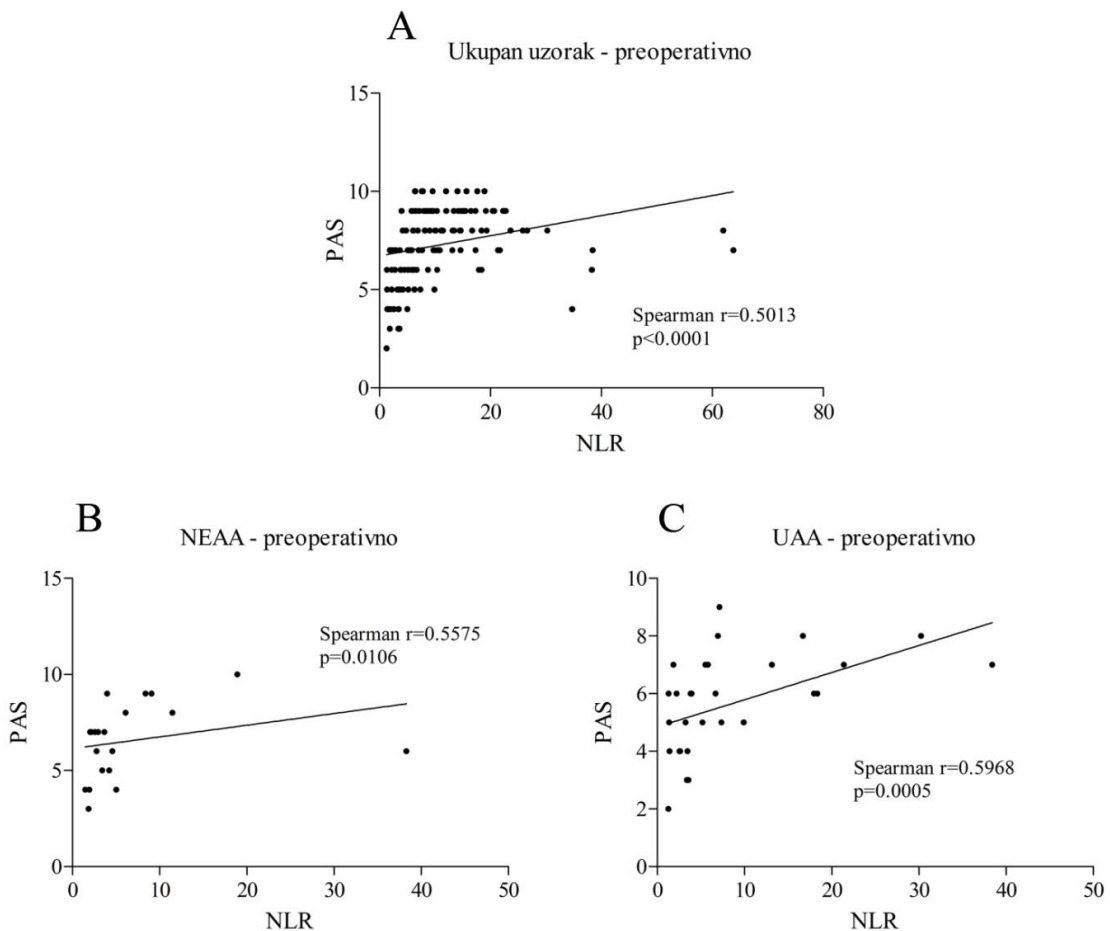 A
Ukupan uzorak - preoperativno
15
10
5
0
PAS
Spearman r=0.5013
p<0.0001
0 20 40 60 80
NLR
B
NEAA - preoperativno
15
10
5
0
PAS
Spearman r=0.5575
p=0.0106
0 10 20 30 40 50
NLR
C
UAA - preoperativno
10
8
6
4
2
0
PAS
Spearman r=0.5968
p=0.0005
0 10 20 30 40 50
NLR